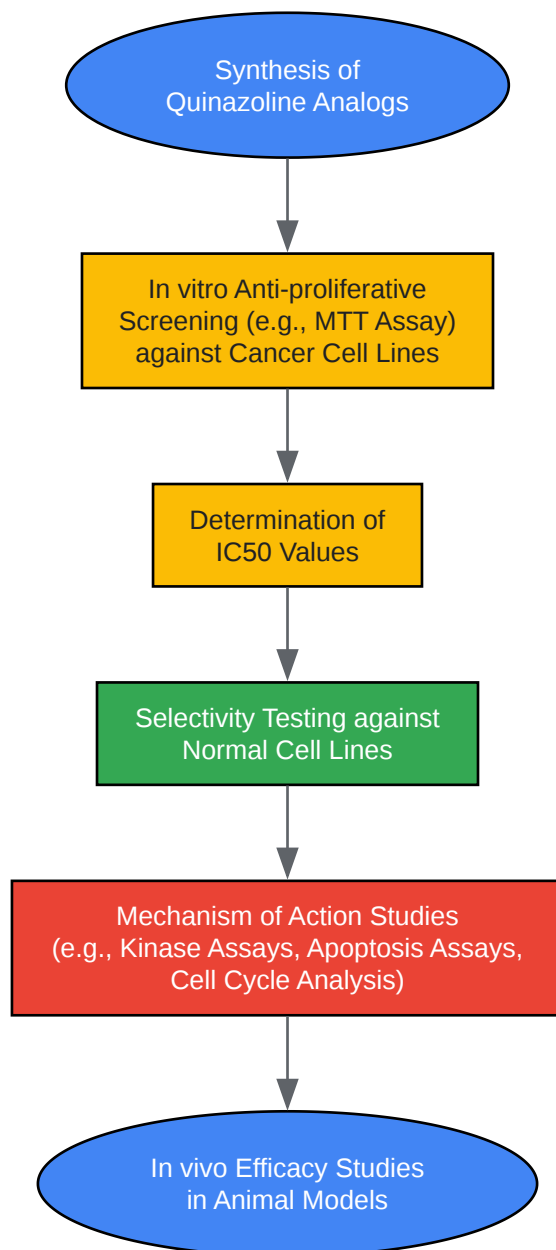 Synthesis of
Quinazoline Analogs
In vitro Anti-proliferative
Screening (e.g., MTT Assay)
against Cancer Cell Lines
Determination of
IC50 Values
Selectivity Testing against
Normal Cell Lines
Mechanism of Action Studies
(e.g., Kinase Assays, Apoptosis Assays,
Cell Cycle Analysis)
In vivo Efficacy Studies
in Animal Models